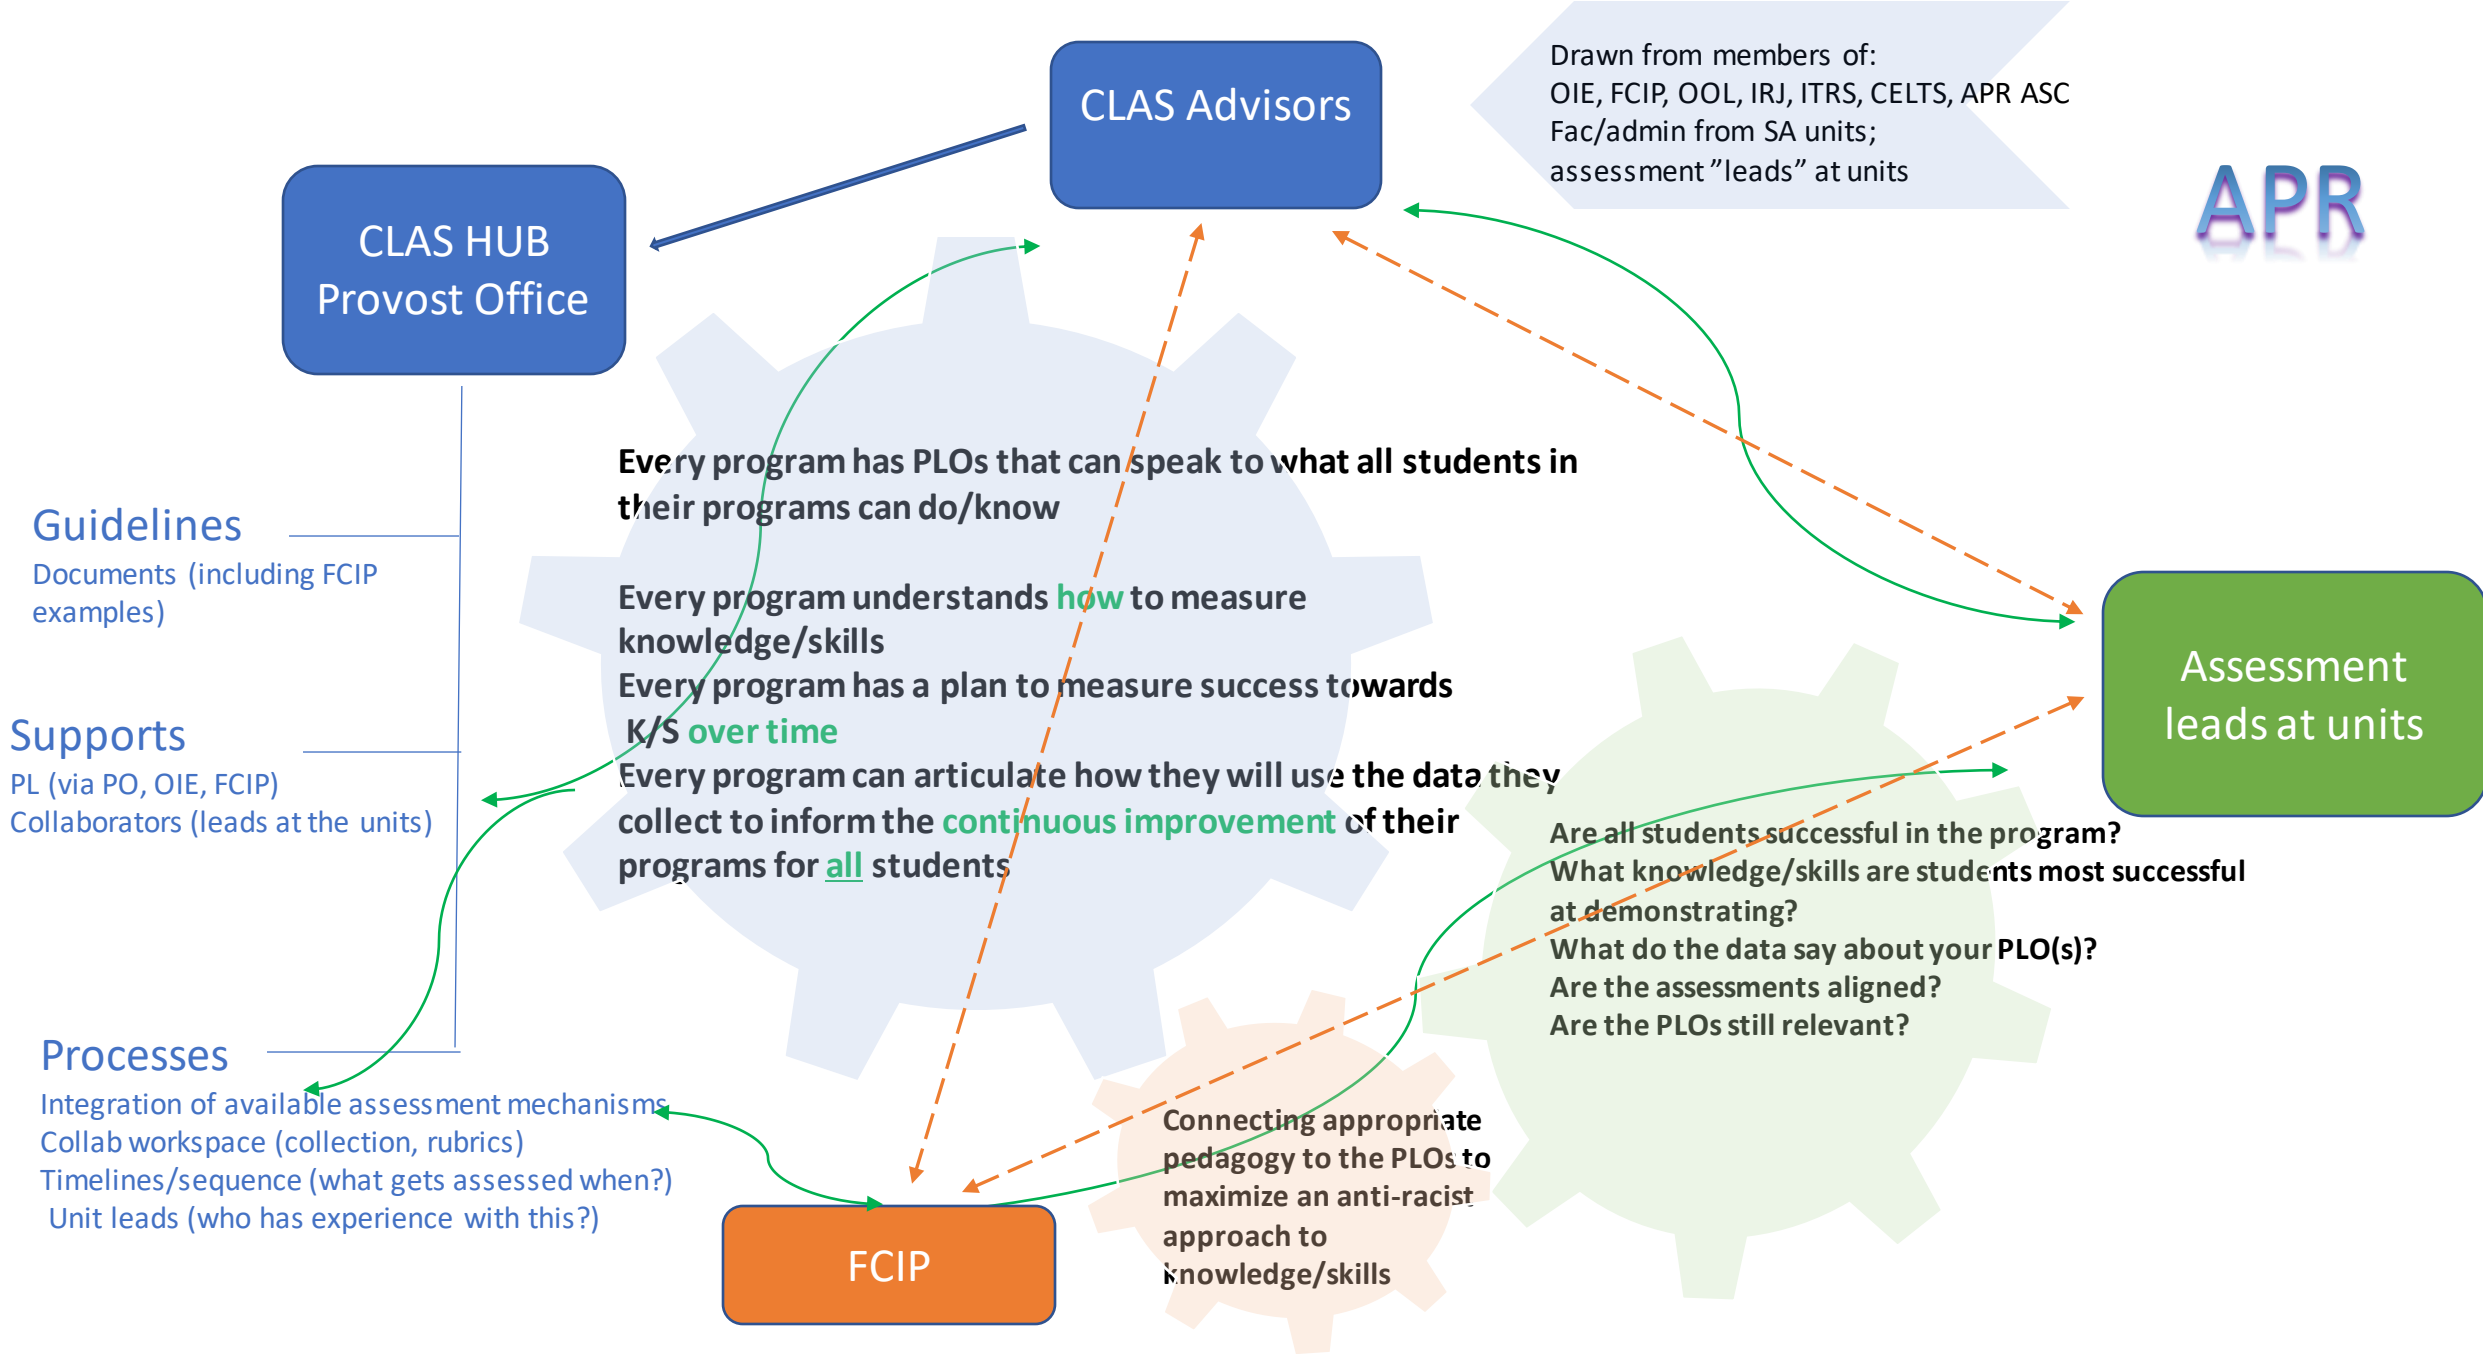 CLAS Advisors
Drawn from members of:
OIE, FCIP, OOL, IRJ, ITRS, CELTS, APR ASC
Fac/admin from SA units;
assessment ”leads” at units
APR
CLAS HUB
Provost Office
Every program has PLOs that can speak to what all students in
their programs can do/know
Every program understands how to measure
knowledge/skills
Every program has a plan to measure success towards
K/S over time
Every program can articulate how they will use the data they
collect to inform the continuous improvement of their
programs for all students
Guidelines
Documents (including FCIP
examples)
Supports
PL (via PO, OIE, FCIP)
Collaborators (leads at the units)
Processes
Integration of available assessment mechanisms
Collab workspace (collection, rubrics)
Timelines/sequence (what gets assessed when?)
Unit leads (who has experience with this?)
Assessment
leads at units
Are all students successful in the program?
What knowledge/skills are students most successful
at demonstrating?
What do the data say about your PLO(s)?
Are the assessments aligned?
Are the PLOs still relevant?
Connecting appropriate
pedagogy to the PLOs to
maximize an anti-racist
approach to
knowledge/skills
FCIP